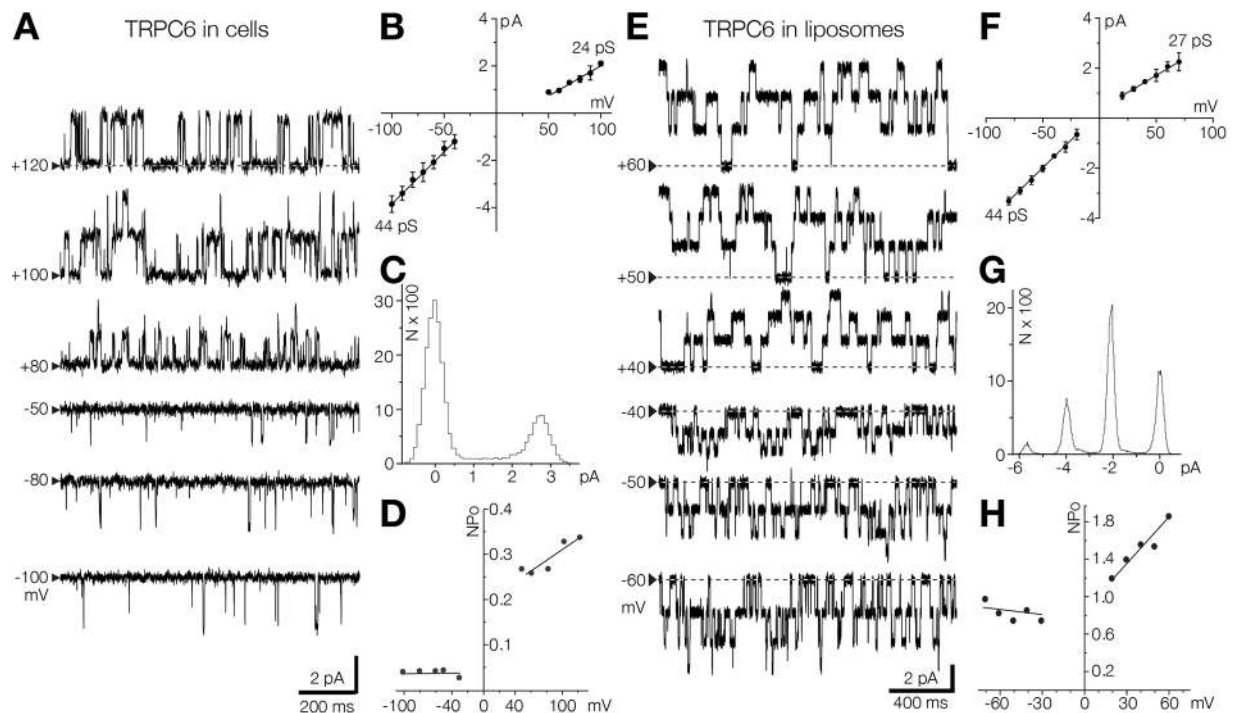 A TRPC6 in cells
+120
+100
+80
-50
-80
-100
mV
2 pA
200 ms
B
4 pA
24 pS
2
mV
-100 -50 50 100
-2
-4
44 pS
C
N x 100
30
20
10
0
0 1 2 3 pA
D
NPo
0.4
0.3
0.2
0.1
-100 -40 0 40 100 mV
E TRPC6 in liposomes
+60
+50
+40
-40
-50
-60
mV
2 pA
400 ms
F
4 pA
27 pS
2
mV
-100 -50 50 100
-2
-4
44 pS
G
N x 100
20
10
0
-6 -4 -2 0 pA
H
NPo
1.8
1.4
1.0
0.6
0.2
-60 -30 0 30 60 mV